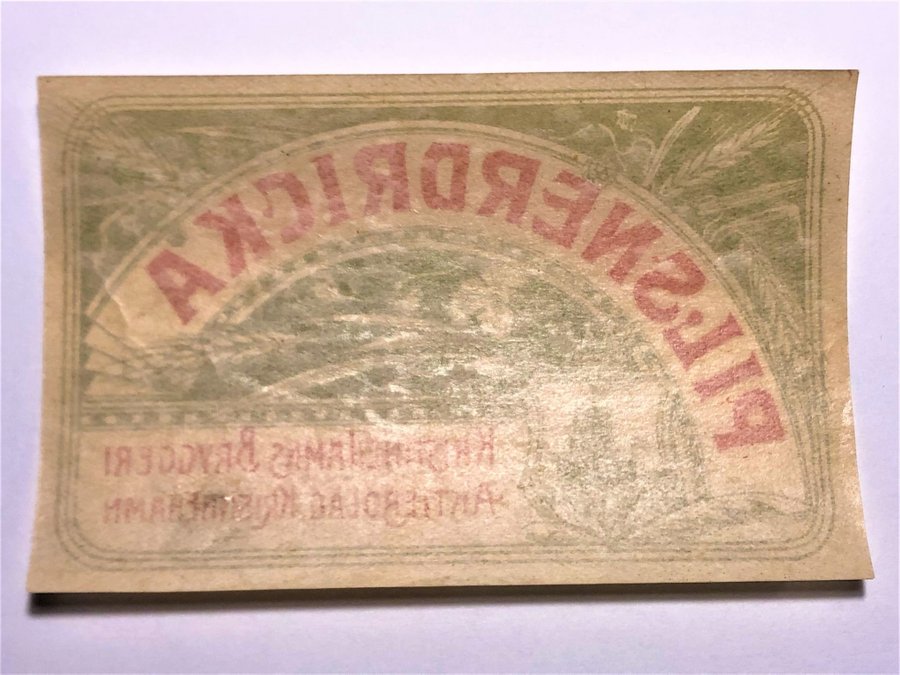 PILSNERDRICKA
KRISTINEHAMNS BRYGGERI
AKTIEBOLAG KRISTINEHAMN